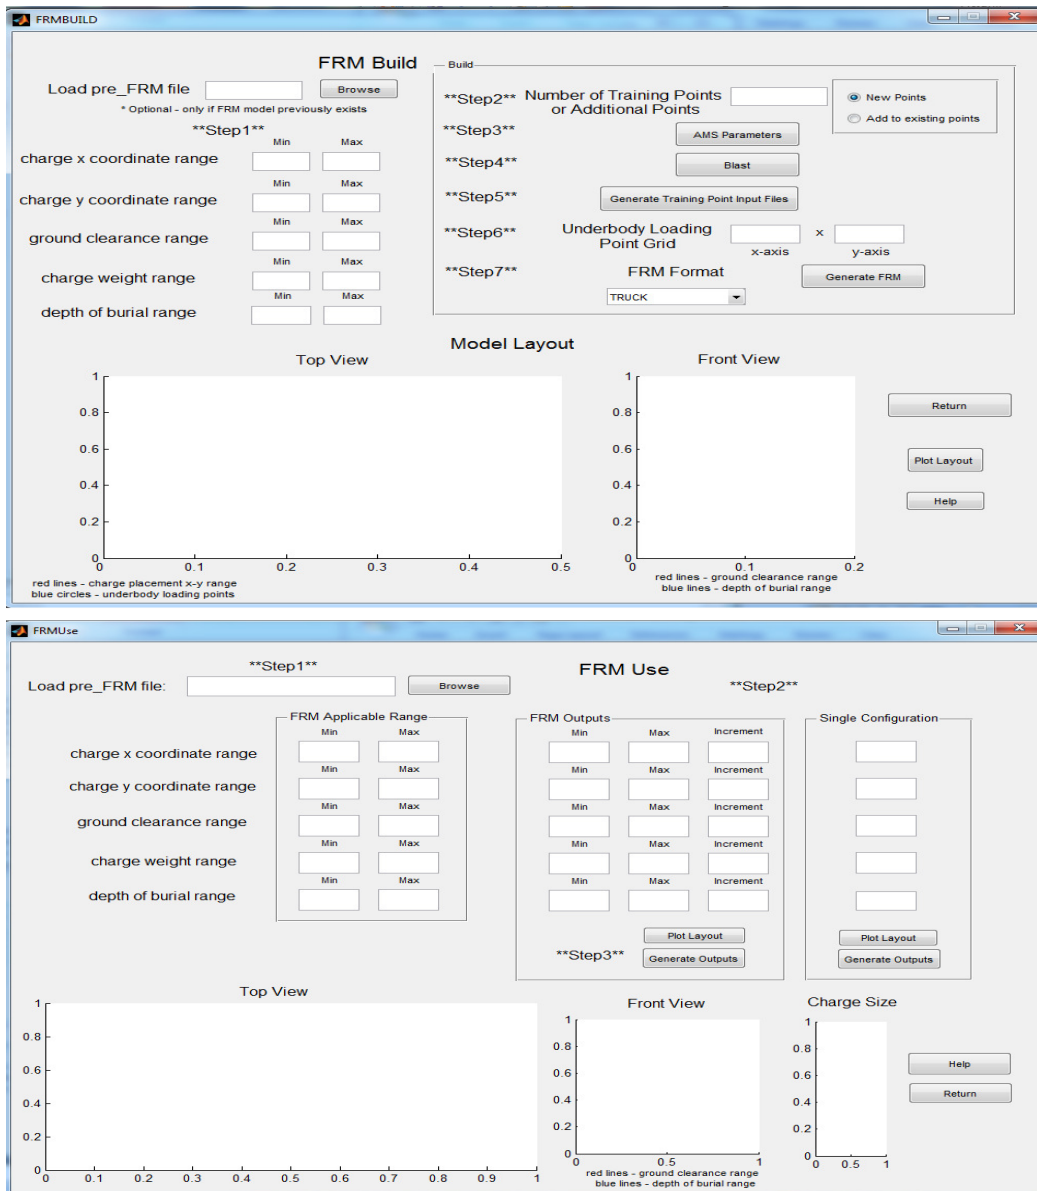 FRMBUILD
FRM Build
Load pre_FRM file
Browse
* Optional - only if FRM model previously exists
**Step1**
Min Max
charge x coordinate range
Min Max
charge y coordinate range
Min Max
ground clearance range
Min Max
charge weight range
Min Max
depth of burial range
Build
**Step2** Number of Training Points
or Additional Points
New Points
Add to existing points
**Step3** AMS Parameters
**Step4** Blast
**Step5** Generate Training Point Input Files
**Step6** Underbody Loading
Point Grid
x
x-axis y-axis
**Step7** FRM Format
Generate FRM
TRUCK
Model Layout
Top View
1
0.8
0.6
0.4
0.2
0
0 0.1 0.2 0.3 0.4 0.5
red lines - charge placement x-y range
blue circles - underbody loading points
Front View
1
0.8
0.6
0.4
0.2
0
0 0.1 0.2
red lines - ground clearance range
blue lines - depth of burial range
Return
Plot Layout
Help
FRMUse
**Step1**
FRM Use
Load pre_FRM file:
Browse
**Step2**
FRM Applicable Range
Min Max
charge x coordinate range
Min Max
charge y coordinate range
Min Max
ground clearance range
Min Max
charge weight range
Min Max
depth of burial range
FRM Outputs
Min Max Increment
Min Max Increment
Min Max Increment
Min Max Increment
Min Max Increment
Plot Layout
**Step3** Generate Outputs
Single Configuration
Plot Layout
Generate Outputs
Top View
1
0.8
0.6
0.4
0.2
0
0 0.1 0.2 0.3 0.4 0.5 0.6 0.7 0.8 0.9 1
Front View
1
0.8
0.6
0.4
0.2
0
0 0.5 1
red lines - ground clearance range
blue lines - depth of burial range
Charge Size
1
0.8
0.6
0.4
0.2
0
0 0.5 1
Help
Return